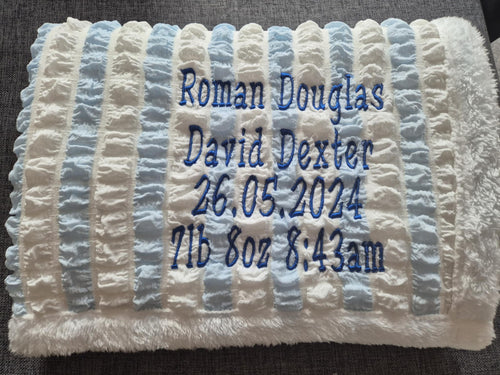 Roman Douglas
David Dexter
26.05.2024
7lb 8oz 8:43am